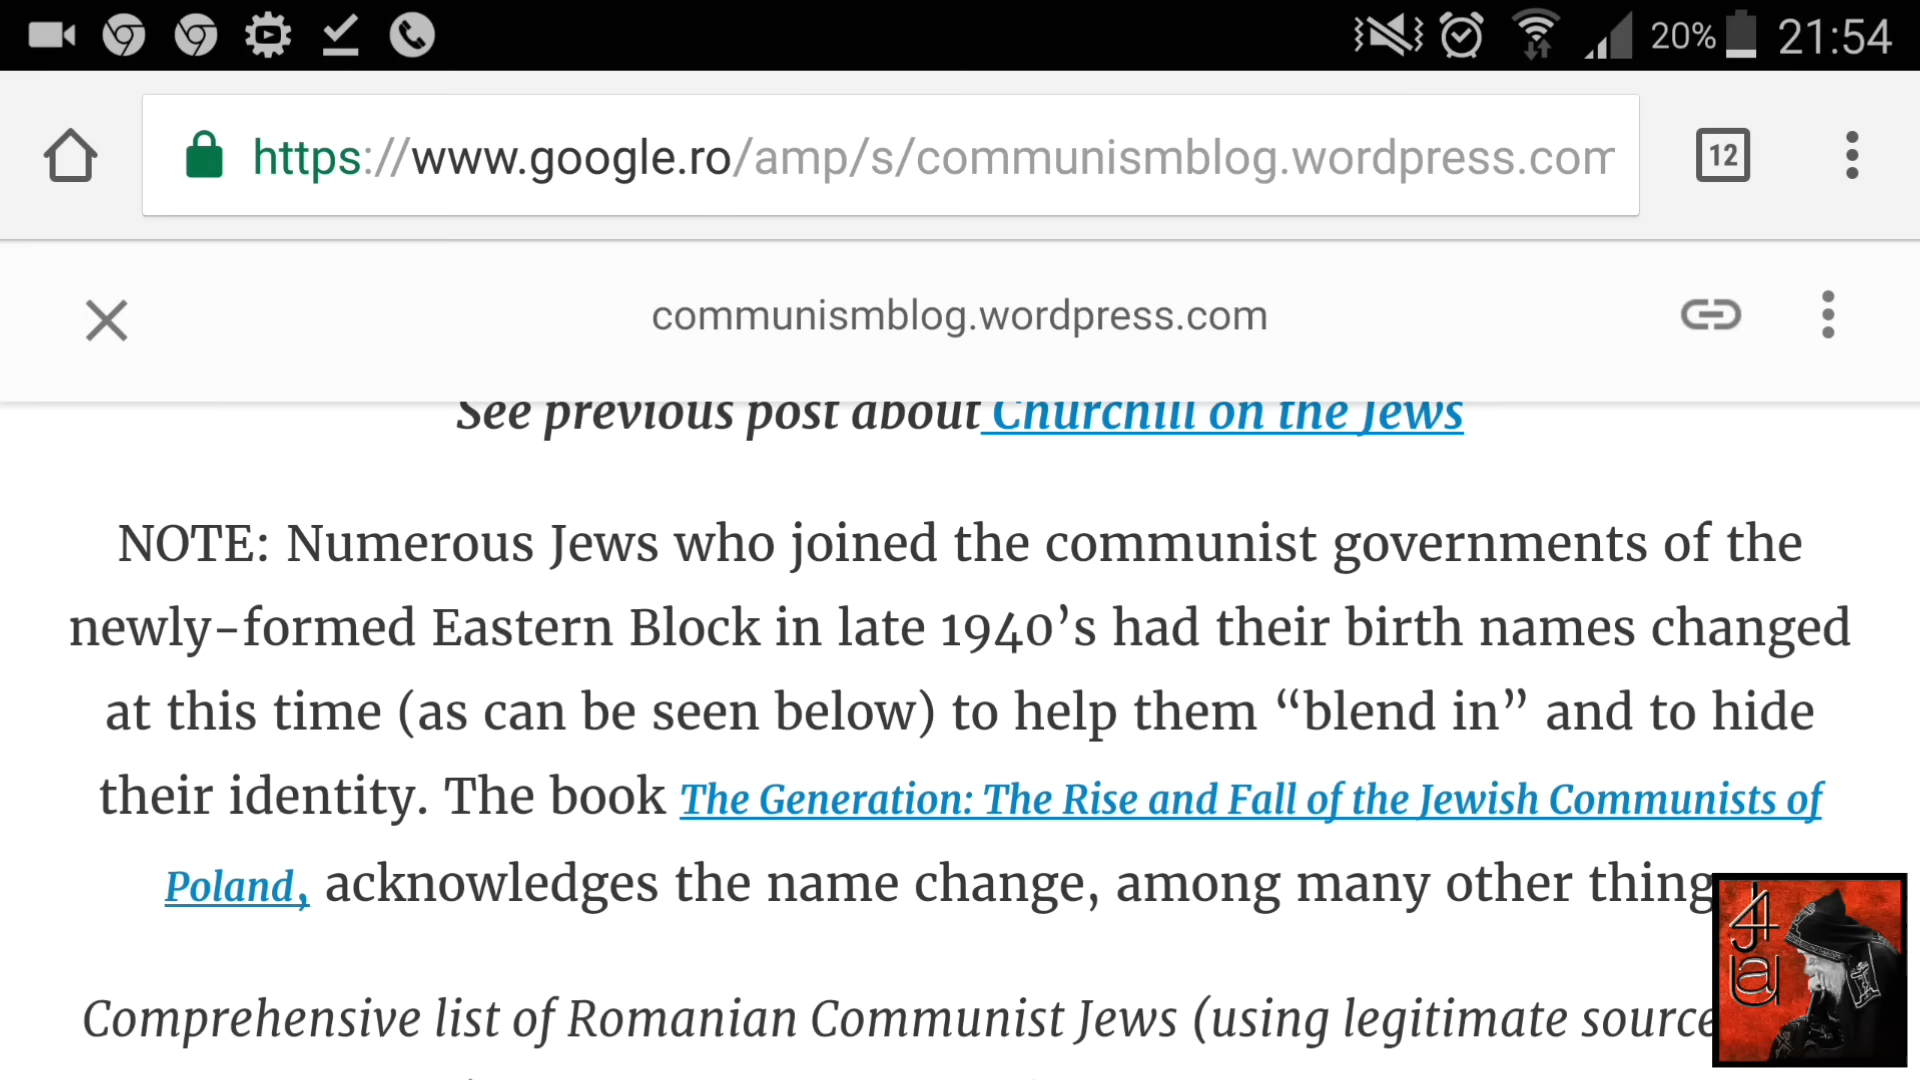 20% 21:54
https://www.google.ro/amp/s/communismblog.wordpress.com
12
communismblog.wordpress.com
See previous post about Churchill on the Jews
NOTE: Numerous Jews who joined the communist governments of the
newly-formed Eastern Block in late 1940’s had their birth names changed
at this time (as can be seen below) to help them “blend in” and to hide
their identity. The book The Generation: The Rise and Fall of the Jewish Communists of
Poland, acknowledges the name change, among many other thing
Comprehensive list of Romanian Communist Jews (using legitimate source